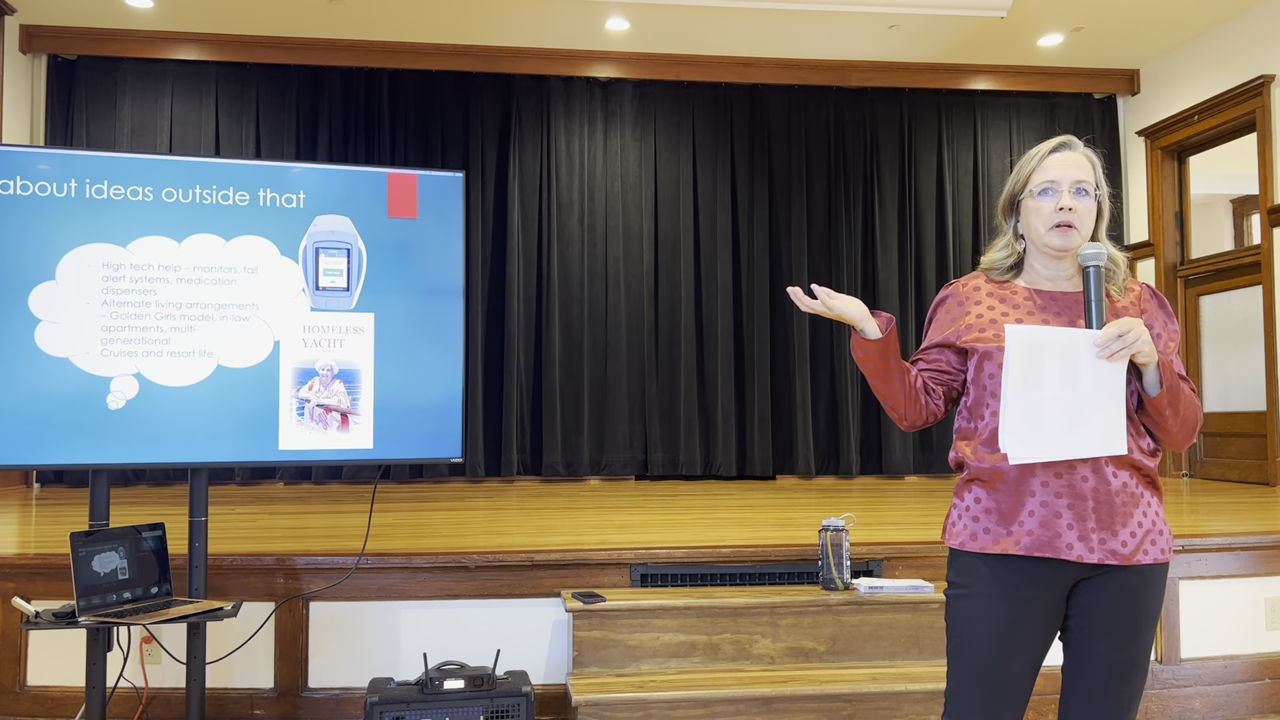 about ideas outside that
- High tech help – monitors, fall
alert systems, medication
dispensers
- Alternate living arrangements
– Golden Girls model, in-law
apartments, multi-
generational
- Cruises and resort life
HOMELESS
YACHT
VIZIO